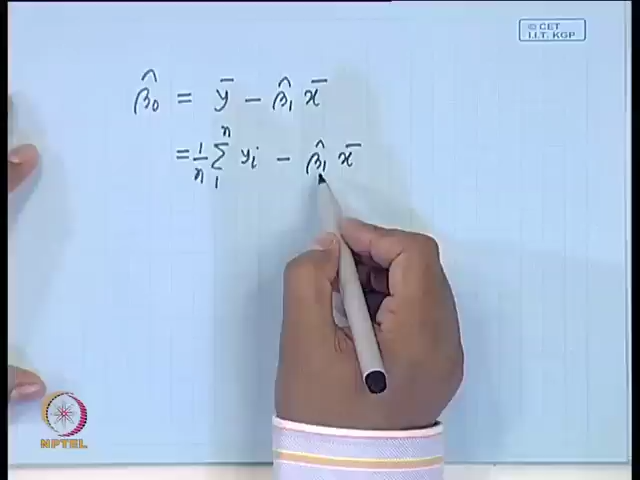 © CET
I.I.T. KGP
β̂₀ = ȳ − β̂₁ x̄
= 1/n Σ₁ⁿ yᵢ − β̂₁ x̄
NPTEL